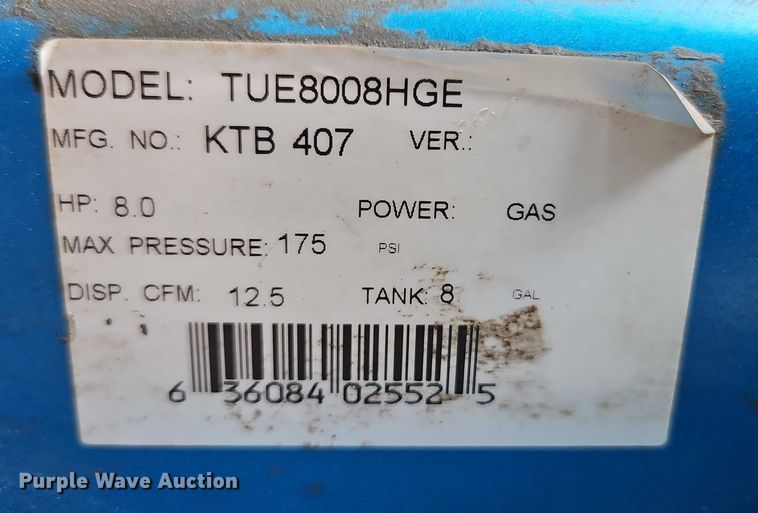 MODEL: TUE8008HGE
MFG. NO.: KTB 407 VER.:
HP: 8.0 POWER: GAS
MAX PRESSURE: 175 PSI
DISP. CFM: 12.5 TANK: 8 GAL
6 36084 02552 5
Purple Wave Auction®